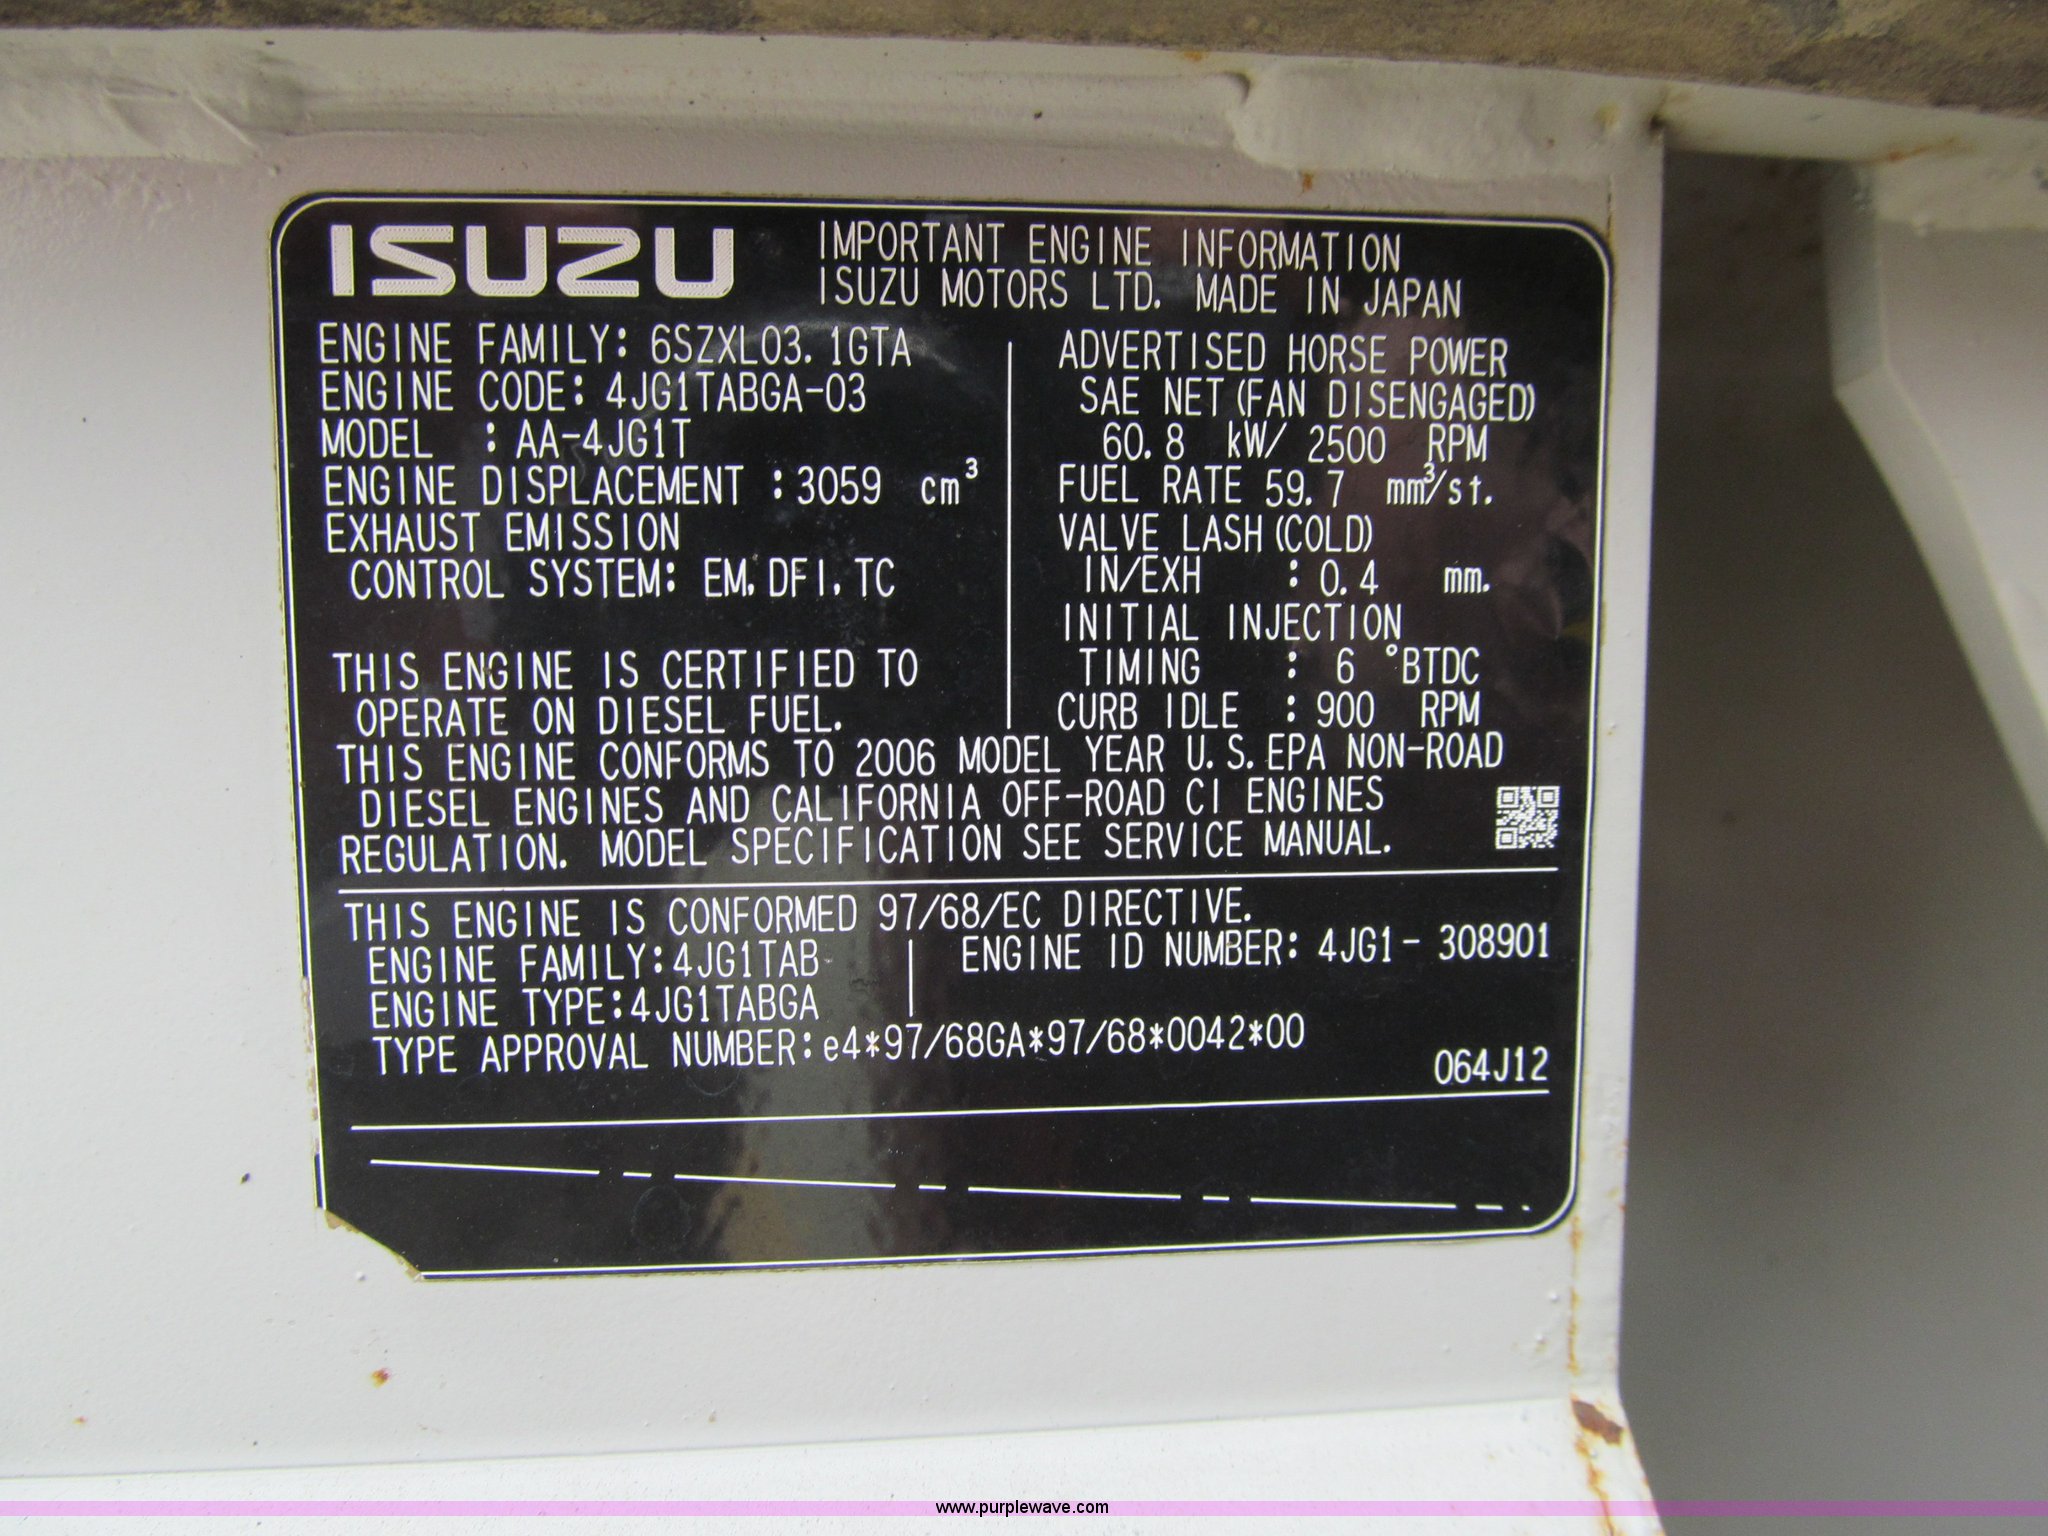 ISUZU
IMPORTANT ENGINE INFORMATION
ISUZU MOTORS LTD. MADE IN JAPAN
ENGINE FAMILY: 6SZXL03.1GTA
ENGINE CODE: 4JG1TABGA-03
MODEL : AA-4JG1T
ENGINE DISPLACEMENT :3059 cm³
EXHAUST EMISSION
CONTROL SYSTEM: EM, DFI, TC
THIS ENGINE IS CERTIFIED TO
OPERATE ON DIESEL FUEL.
ADVERTISED HORSE POWER
SAE NET (FAN DISENGAGED)
60.8 kW/ 2500 RPM
FUEL RATE 59.7 mm³/st.
VALVE LASH (COLD)
IN/EXH : 0.4 mm.
INITIAL INJECTION
TIMING : 6 °BTDC
CURB IDLE : 900 RPM
THIS ENGINE CONFORMS TO 2006 MODEL YEAR U.S. EPA NON-ROAD
DIESEL ENGINES AND CALIFORNIA OFF-ROAD CI ENGINES
REGULATION. MODEL SPECIFICATION SEE SERVICE MANUAL.
THIS ENGINE IS CONFORMED 97/68/EC DIRECTIVE.
ENGINE FAMILY:4JG1TAB
ENGINE TYPE:4JG1TABGA
ENGINE ID NUMBER: 4JG1- 308901
TYPE APPROVAL NUMBER:e4*97/68GA*97/68*0042*00
064J12
www.purplewave.com